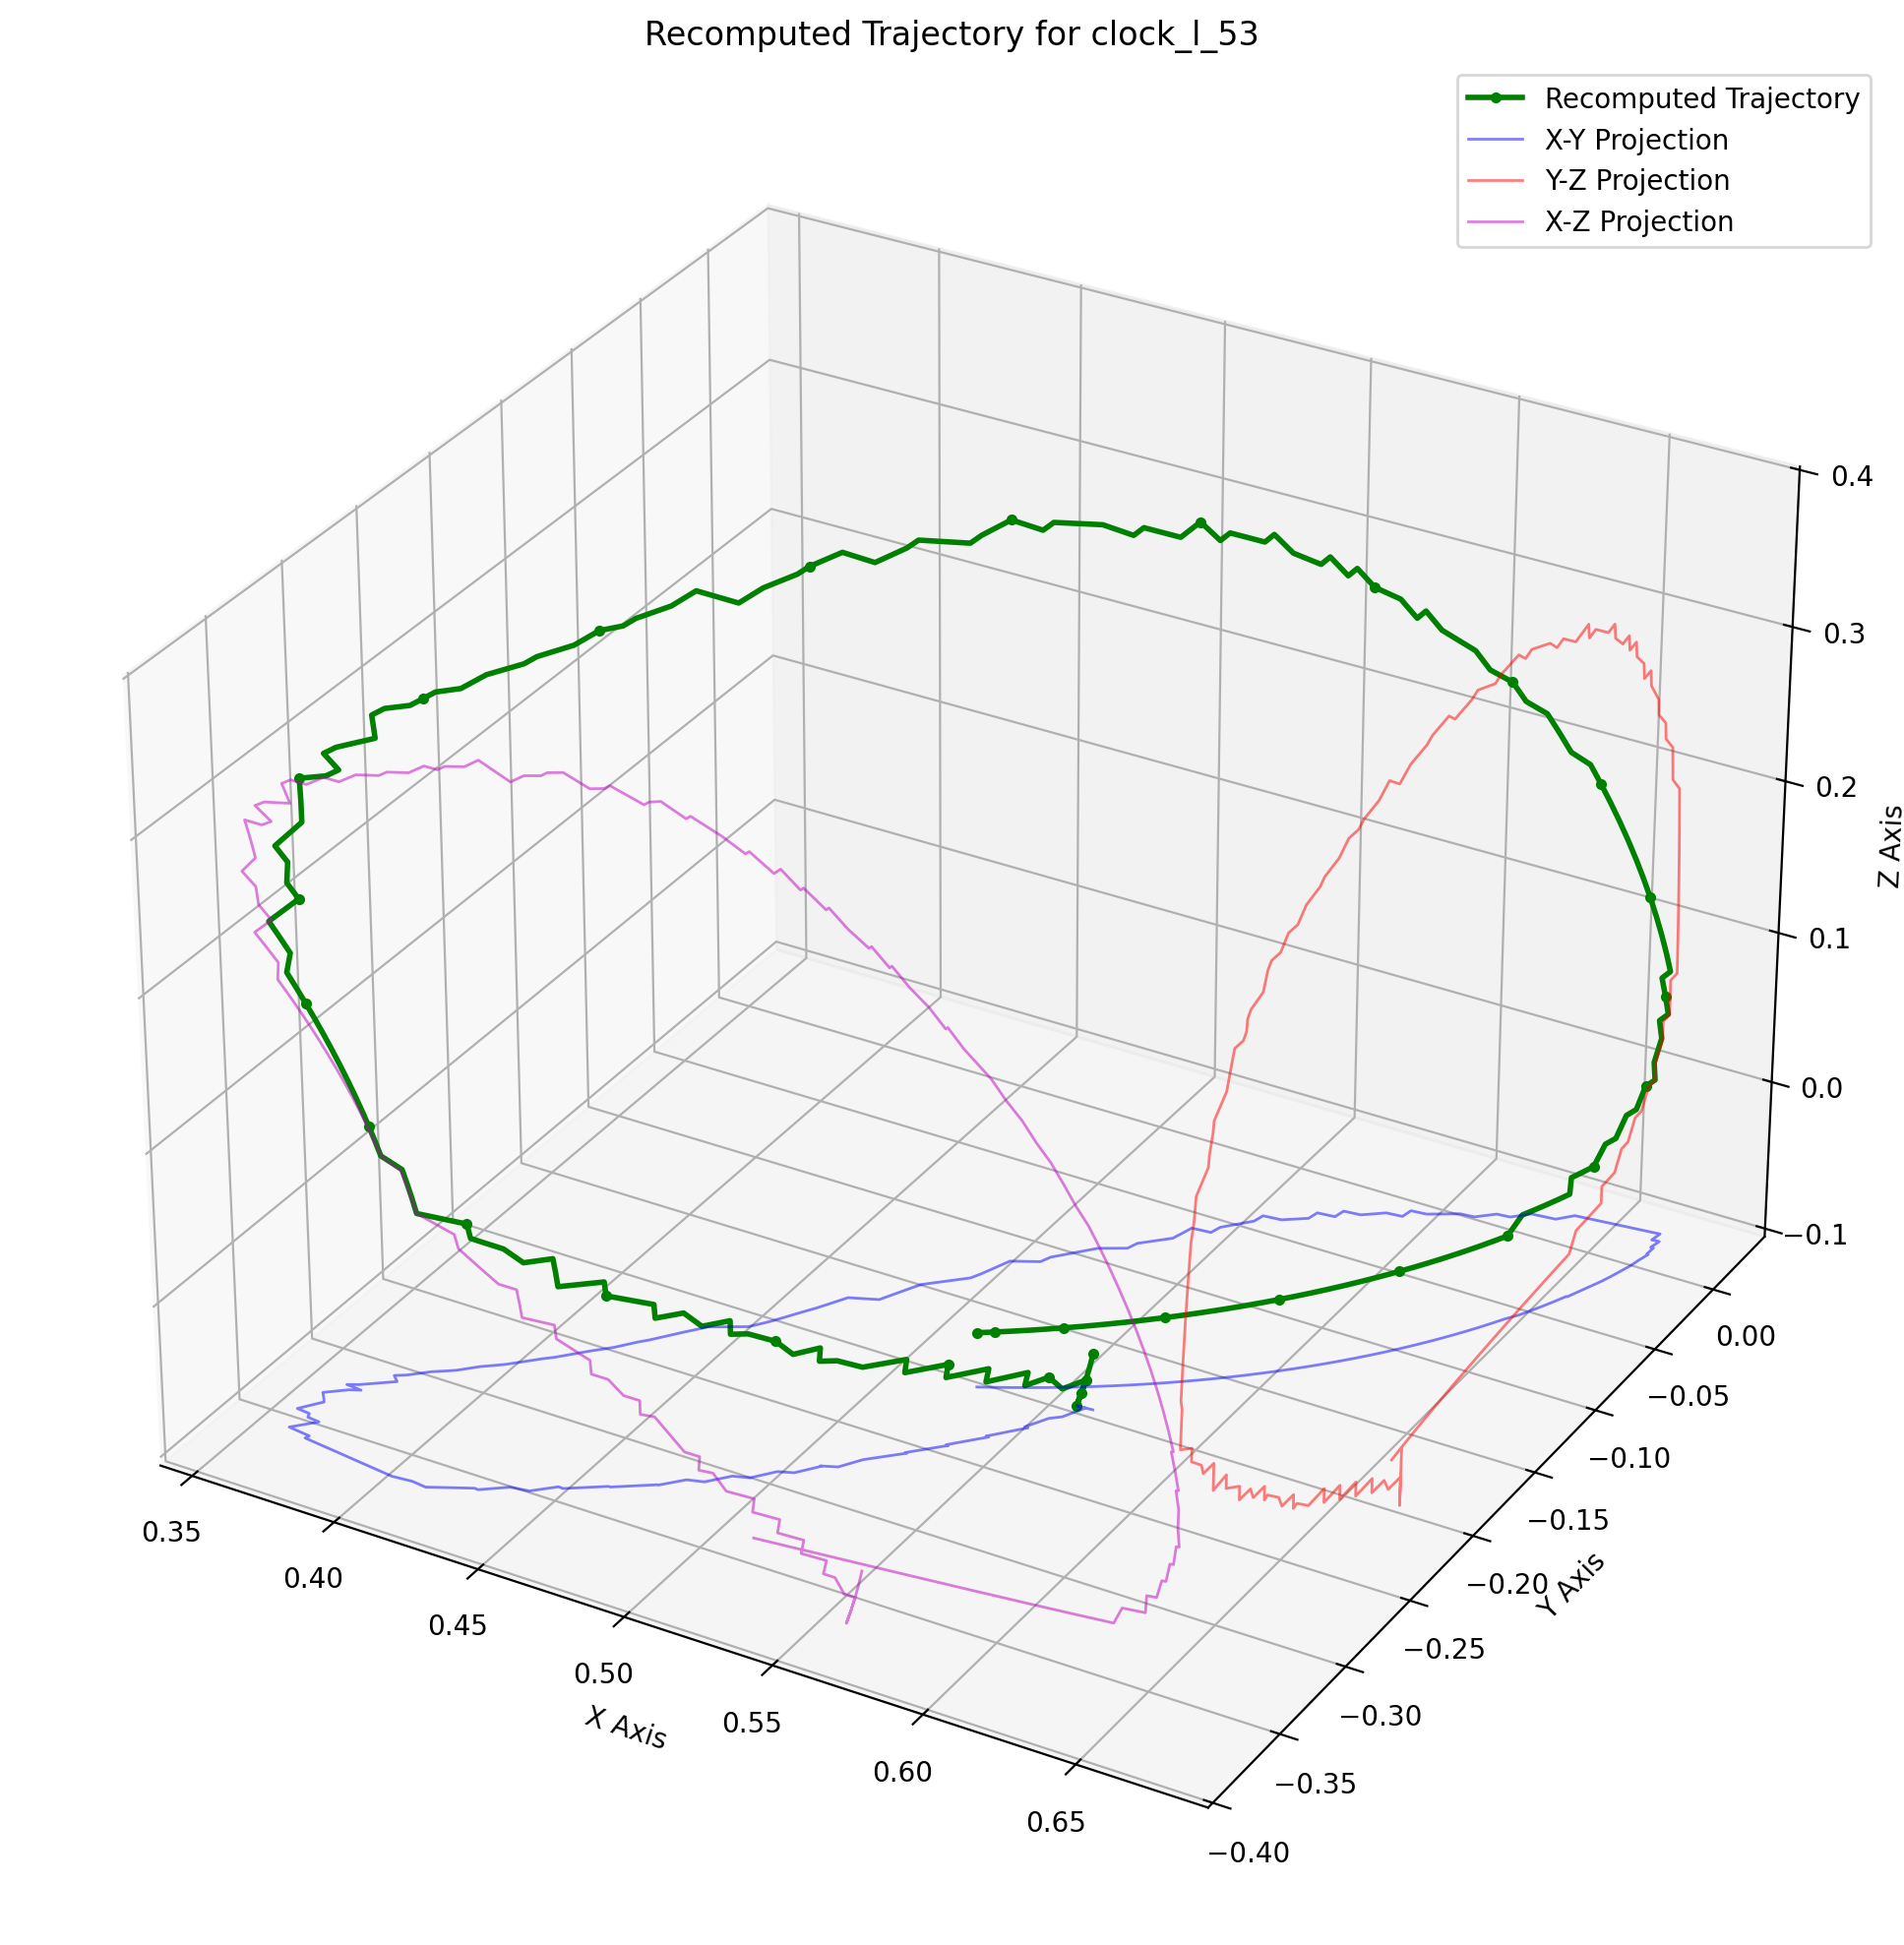 Recomputed Trajectory for clock_l_53
Recomputed Trajectory
X-Y Projection
Y-Z Projection
X-Z Projection
0.4
0.3
0.2
0.1
0.0
−0.1
Z Axis
0.00
−0.05
−0.10
−0.15
−0.20
−0.25
−0.30
−0.35
−0.40
Y Axis
0.35
0.40
0.45
0.50
0.55
0.60
0.65
X Axis